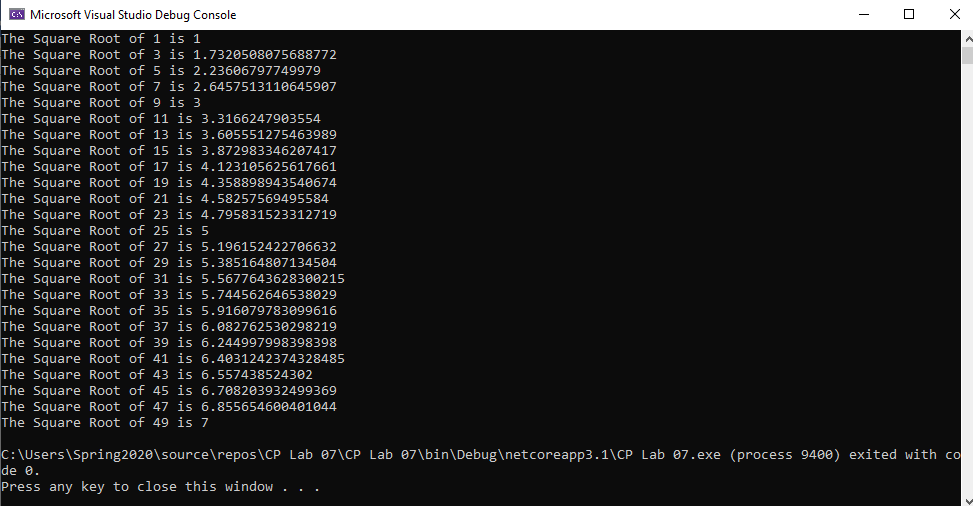 Microsoft Visual Studio Debug Console
The Square Root of 1 is 1
The Square Root of 3 is 1.7320508075688772
The Square Root of 5 is 2.23606797749979
The Square Root of 7 is 2.6457513110645907
The Square Root of 9 is 3
The Square Root of 11 is 3.3166247903554
The Square Root of 13 is 3.605551275463989
The Square Root of 15 is 3.872983346207417
The Square Root of 17 is 4.123105625617661
The Square Root of 19 is 4.358898943540674
The Square Root of 21 is 4.58257569495584
The Square Root of 23 is 4.795831523312719
The Square Root of 25 is 5
The Square Root of 27 is 5.196152422706632
The Square Root of 29 is 5.385164807134504
The Square Root of 31 is 5.5677643628300215
The Square Root of 33 is 5.744562646538029
The Square Root of 35 is 5.916079783099616
The Square Root of 37 is 6.082762530298219
The Square Root of 39 is 6.244997998398398
The Square Root of 41 is 6.4031242374328485
The Square Root of 43 is 6.557438524302
The Square Root of 45 is 6.708203932499369
The Square Root of 47 is 6.855654600401044
The Square Root of 49 is 7
C:\Users\Spring2020\source\repos\CP Lab 07\CP Lab 07\bin\Debug\netcoreapp3.1\CP Lab 07.exe (process 9400) exited with co
de 0.
Press any key to close this window . . .